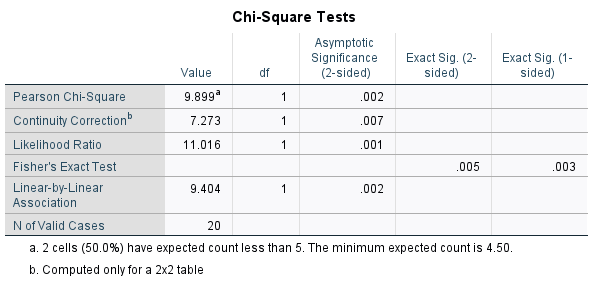 Chi-Square Tests
Value df Asymptotic Significance (2-sided) Exact Sig. (2-sided) Exact Sig. (1-sided)
Pearson Chi-Square 9.899a 1 .002
Continuity Correctionb 7.273 1 .007
Likelihood Ratio 11.016 1 .001
Fisher's Exact Test .005 .003
Linear-by-Linear Association 9.404 1 .002
N of Valid Cases 20
a. 2 cells (50.0%) have expected count less than 5. The minimum expected count is 4.50.
b. Computed only for a 2x2 table